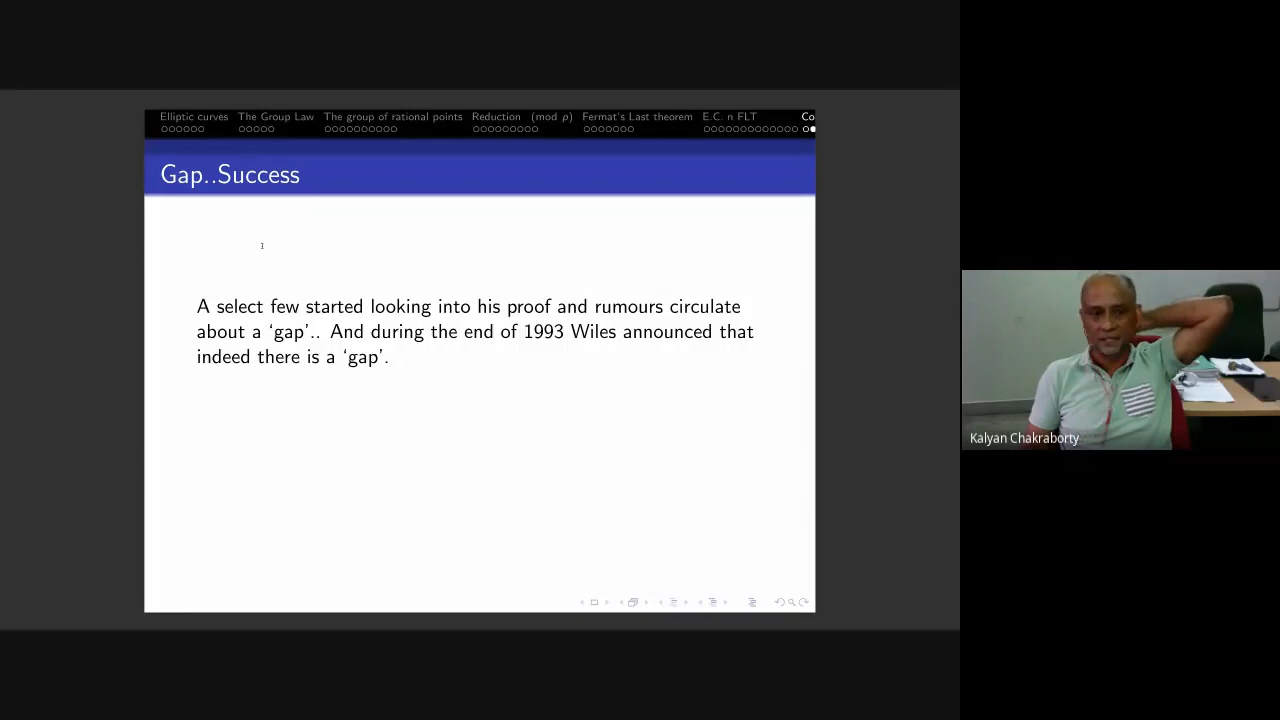 Elliptic curves The Group Law The group of rational points Reduction (mod p) Fermat's Last theorem E.C. n FLT Co
Gap..Success
A select few started looking into his proof and rumours circulate
about a ‘gap’.. And during the end of 1993 Wiles announced that
indeed there is a ‘gap’.
Kalyan Chakraborty